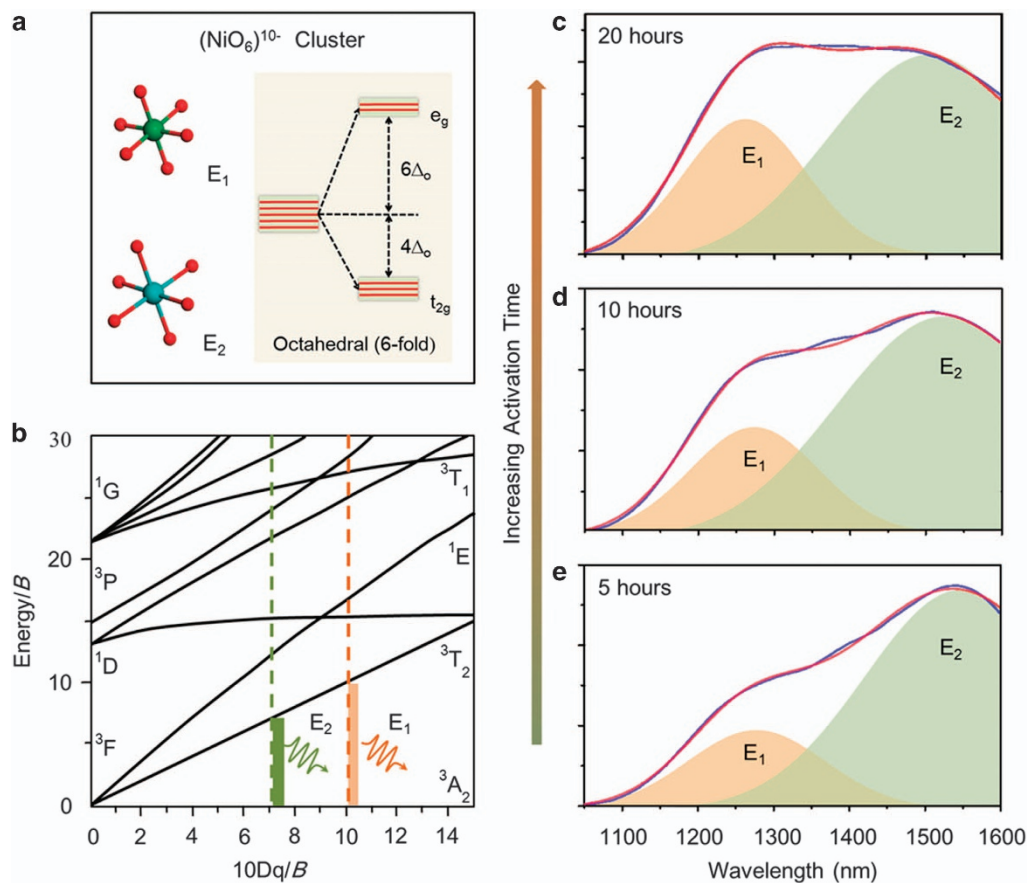 a
(NiO₆)¹⁰⁻ Cluster
E₁
E₂
e_g
6Δₒ
4Δₒ
t₂g
Octahedral (6-fold)
b
30
20
10
0
Energy/B
¹G
³P
¹D
³F
³T₁
¹E
³T₂
³A₂
E₂
E₁
0 2 4 6 8 10 12 14
10Dq/B
Increasing Activation Time
c
20 hours
E₁
E₂
d
10 hours
E₁
E₂
e
5 hours
E₁
E₂
1100 1200 1300 1400 1500 1600
Wavelength (nm)